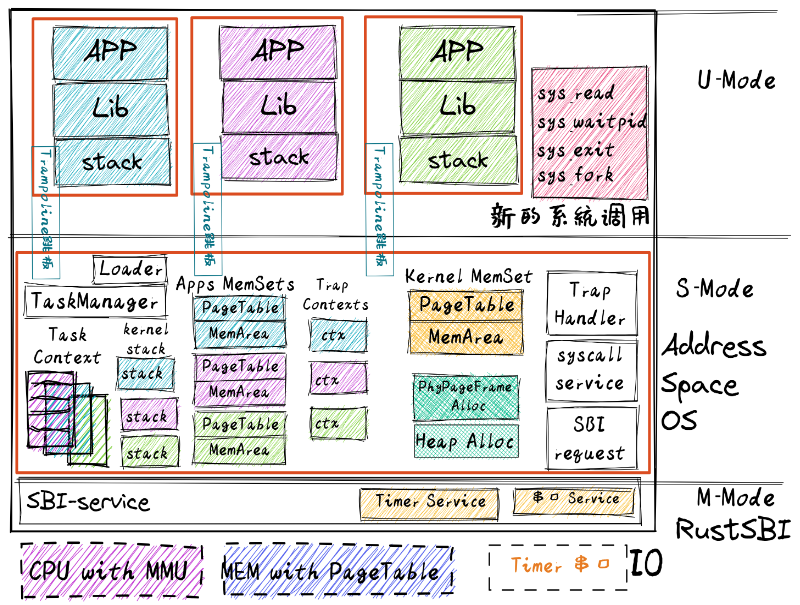 APP
Lib
stack
Trampoline跳板
APP
Lib
stack
Trampoline跳板
APP
Lib
stack
Trampoline跳板
sys_read
sys_waitpid
sys_exit
sys_fork
新的系統调用
U-Mode
Loader
TaskManager
Task
Context
kernel
stack
stack
stack
stack
Apps MemSets
PageTable
MemArea
PageTable
MemArea
PageTable
MemArea
Trap
Contexts
ctx
ctx
ctx
Kernel MemSet
PageTable
MemArea
PhyPageFrame
Alloc
Heap Alloc
Trap
Handler
syscall
service
SBI
request
S-Mode
Address
Space
OS
SBI-service
Timer Service
串口 Service
M-Mode
RustSBI
CPU with MMU
MEM with PageTable
Timer 串口
IO